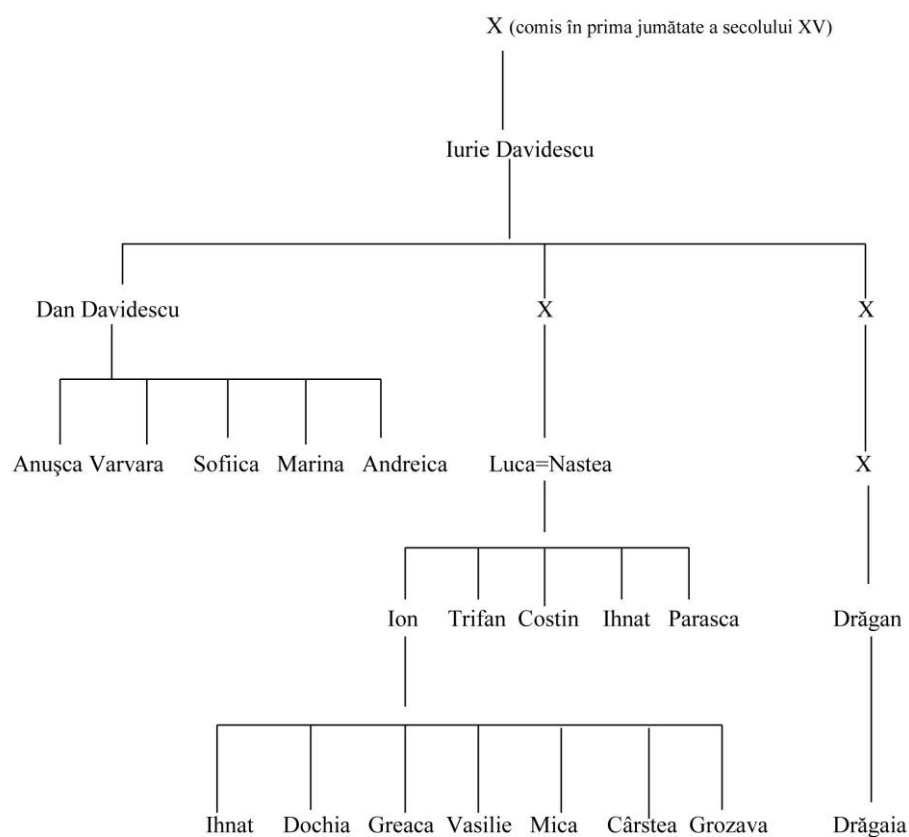 X (comis în prima jumătate a secolului XV)
Iurie Davidescu
Dan Davidescu X X
Anuşca Varvara Sofiica Marina Andreica Luca=Nastea X
Ion Trifan Costin Ihnat Parasca Drăgan
Ihnat Dochia Greaca Vasilie Mica Cârstea Grozava Drăgaia